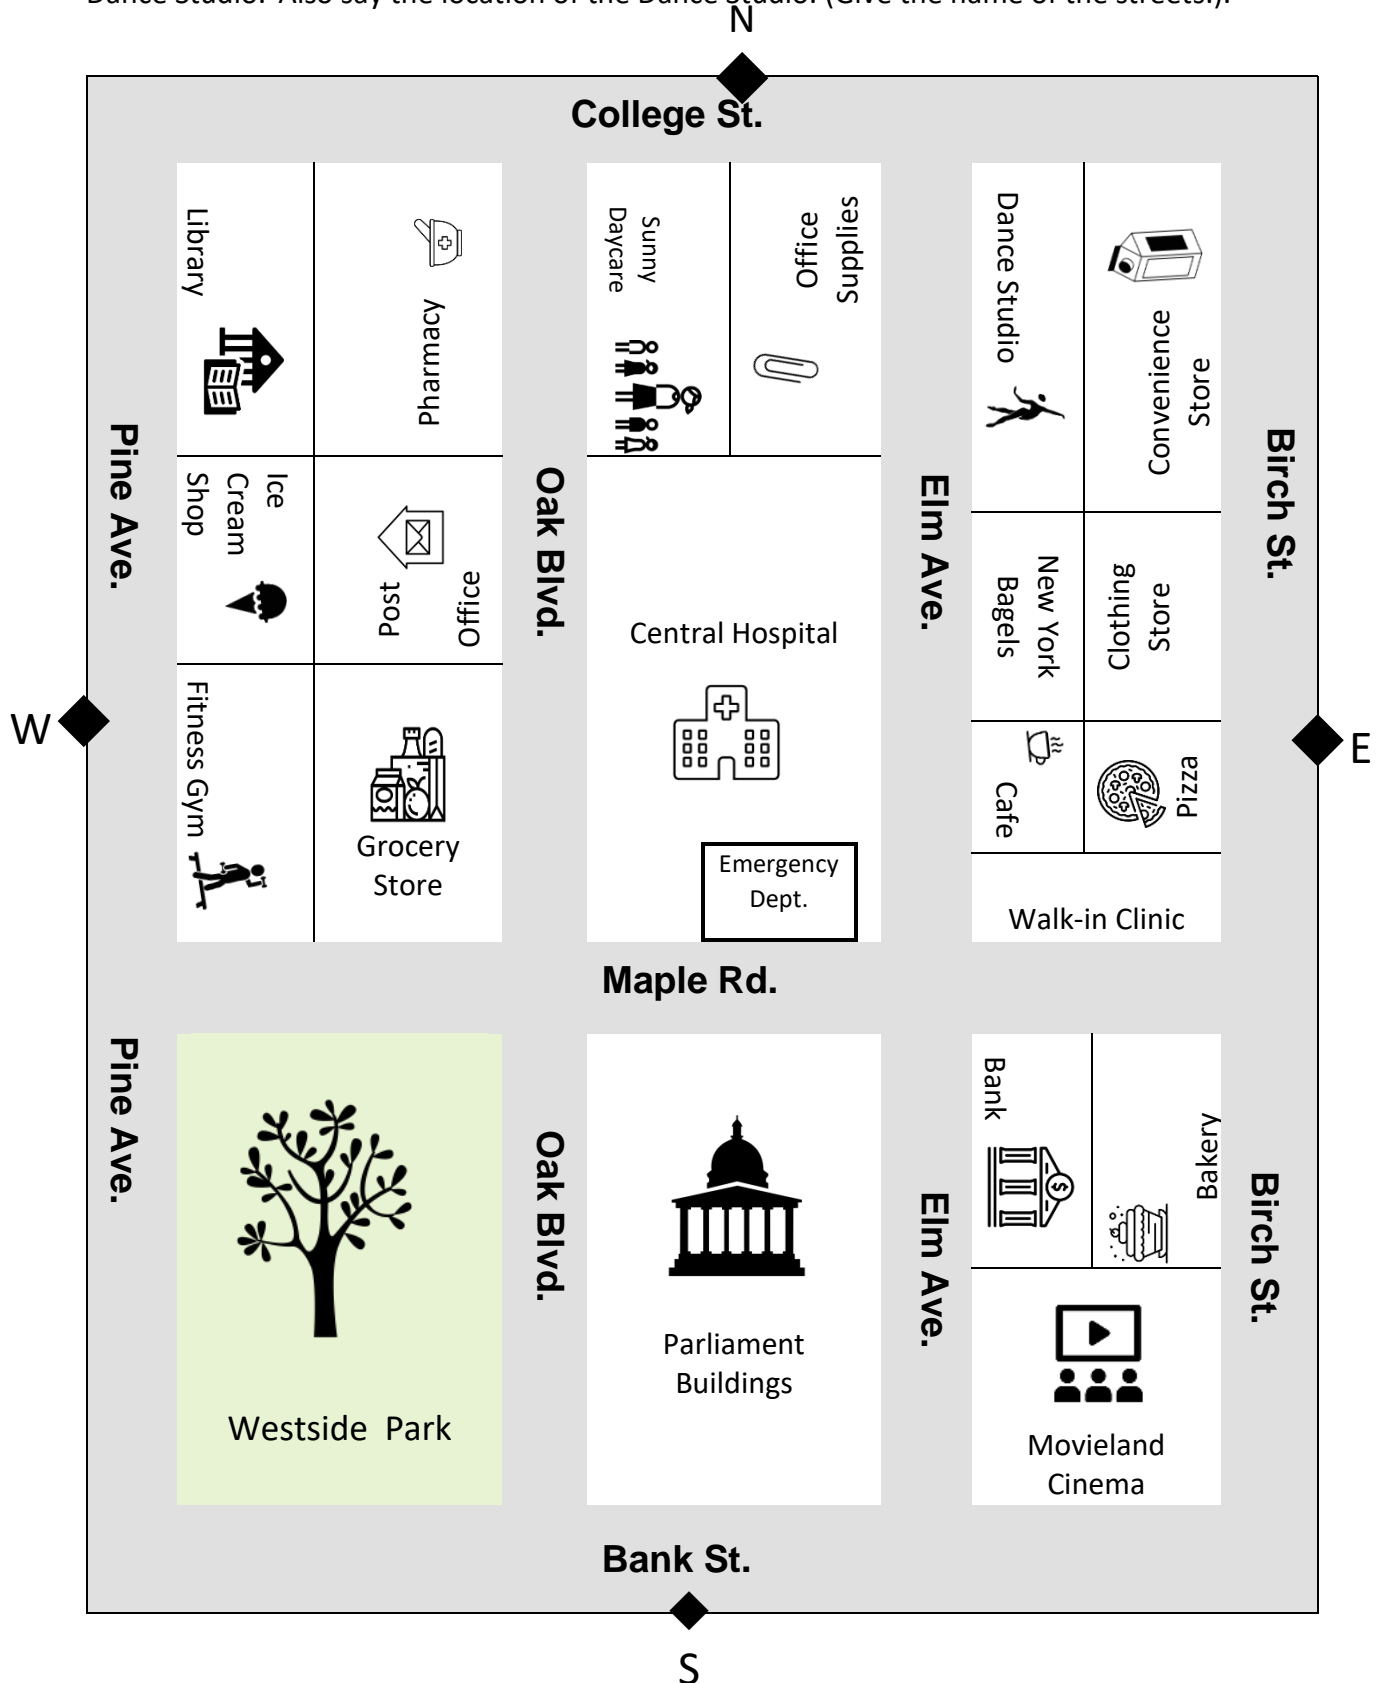 Dance Studio. Also say the location of the Dance Studio. (Give the name of the streets.).
N
College St.
Library
Pharmacy
Sunny
Daycare
Office
Supplies
Dance Studio
Convenience
Store
Pine Ave.
Ice
Cream
Shop
Post
Office
Oak Blvd.
Central Hospital
Elm Ave.
New York
Bagels
Clothing
Store
Birch St.
W
Fitness Gym
Grocery
Store
Emergency
Dept.
Cafe
Pizza
E
Walk-in Clinic
Maple Rd.
Pine Ave.
Westside Park
Oak Blvd.
Parliament
Buildings
Elm Ave.
Bank
$
Bakery
Birch St.
Movieland
Cinema
Bank St.
S